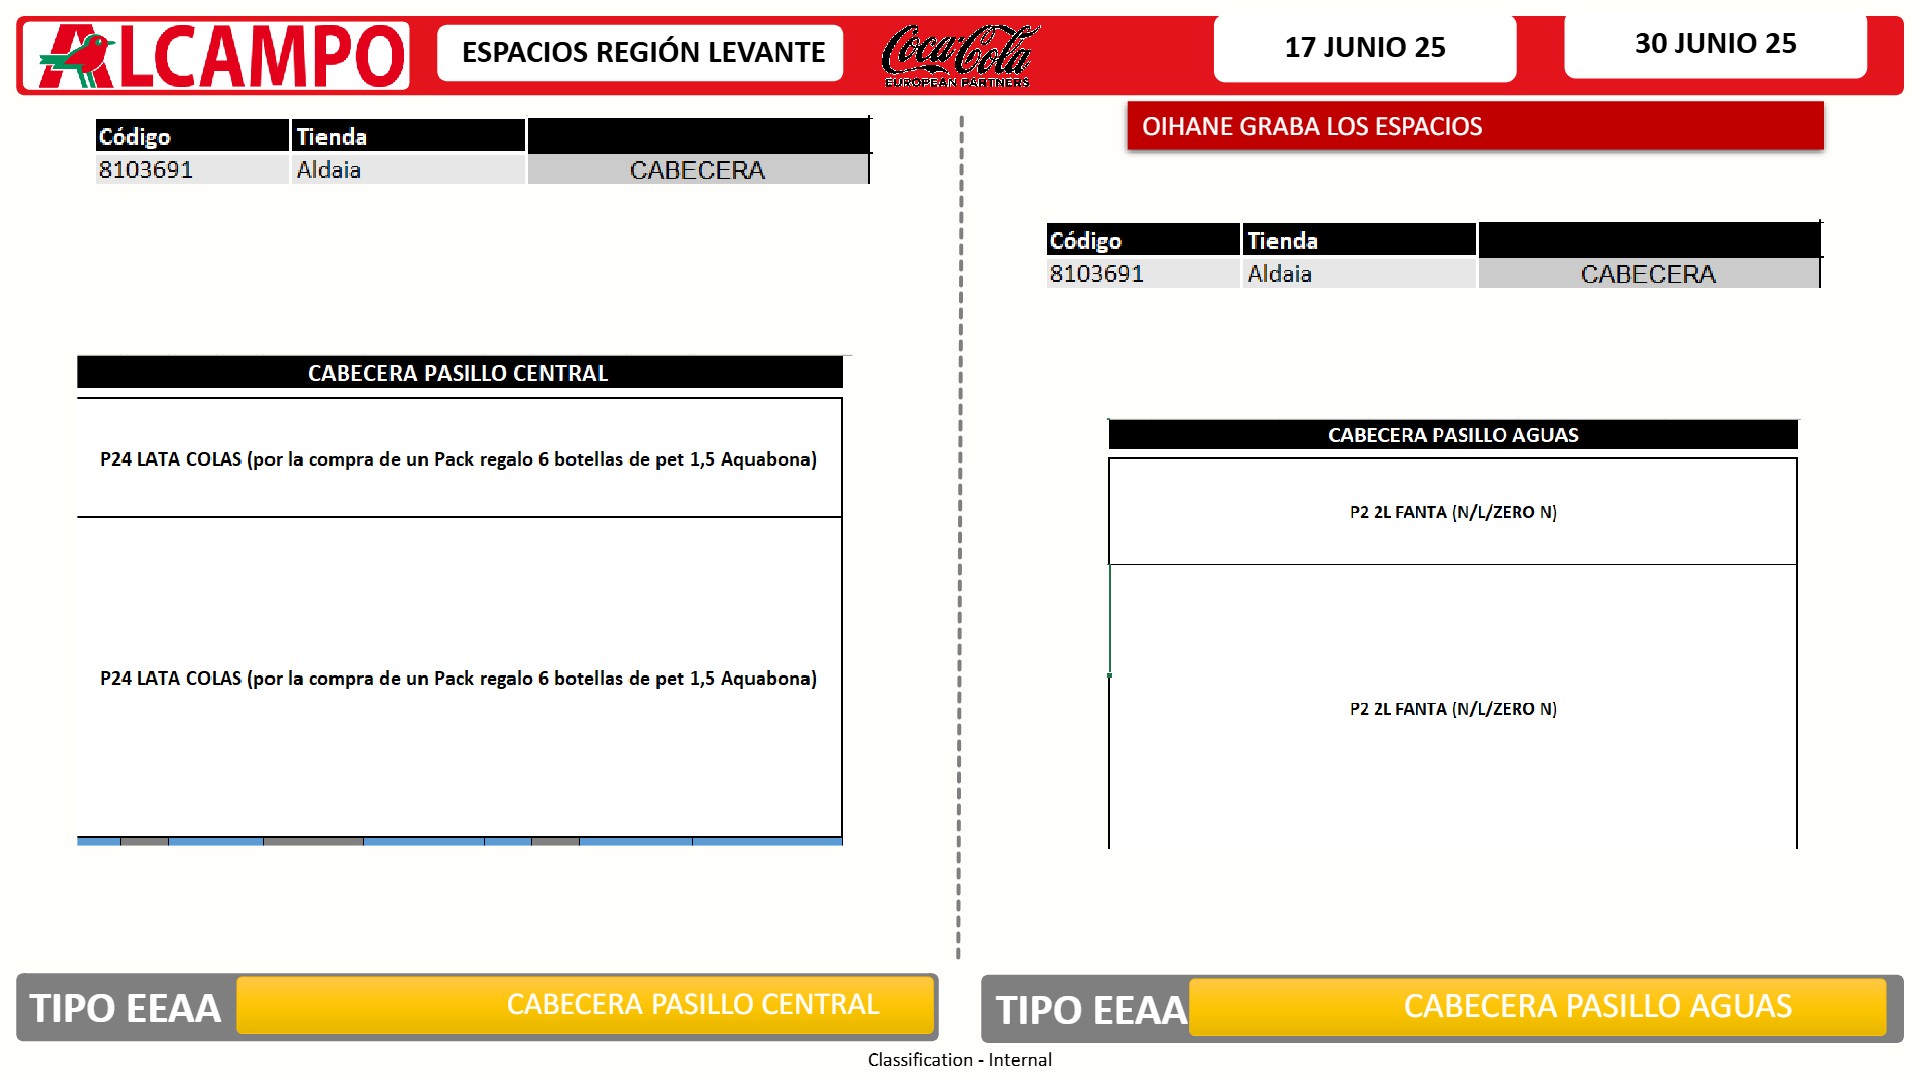 ALCAMPO
ESPACIOS REGIÓN LEVANTE
Coca-Cola
EUROPEAN PARTNERS
17 JUNIO 25
30 JUNIO 25
Código Tienda
8103691 Aldaia CABECERA
CABECERA PASILLO CENTRAL
P24 LATA COLAS (por la compra de un Pack regalo 6 botellas de pet 1,5 Aquabona)
P24 LATA COLAS (por la compra de un Pack regalo 6 botellas de pet 1,5 Aquabona)
TIPO EEAA CABECERA PASILLO CENTRAL
OIHANE GRABA LOS ESPACIOS
Código Tienda
8103691 Aldaia CABECERA
CABECERA PASILLO AGUAS
P2 2L FANTA (N/L/ZERO N)
P2 2L FANTA (N/L/ZERO N)
TIPO EEAA CABECERA PASILLO AGUAS
Classification - Internal